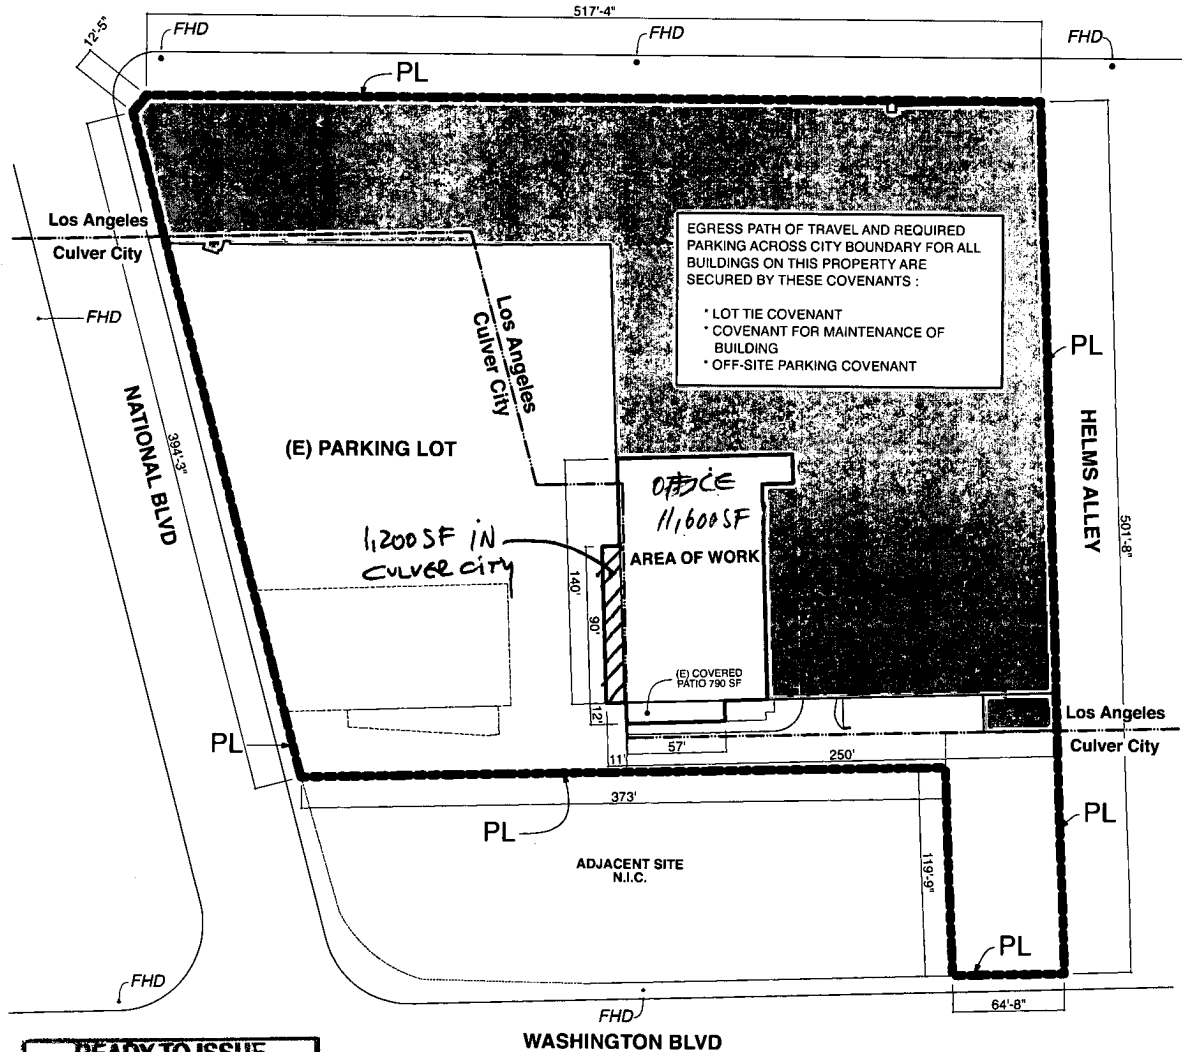 517'-4"
12'-5"
FHD
FHD
FHD
PL
Los Angeles
Culver City
EGRESS PATH OF TRAVEL AND REQUIRED
PARKING ACROSS CITY BOUNDARY FOR ALL
BUILDINGS ON THIS PROPERTY ARE
SECURED BY THESE COVENANTS :
* LOT TIE COVENANT
* COVENANT FOR MAINTENANCE OF
BUILDING
* OFF-SITE PARKING COVENANT
FHD
Los Angeles
Culver City
PL
NATIONAL BLVD
394'-3"
(E) PARKING LOT
HELMS ALLEY
501'-8"
OFFICE
11,600 SF
AREA OF WORK
1,200 SF IN
CULVER CITY
140'
90'
(E) COVERED
PATIO 790 SF
12'
Los Angeles
Culver City
PL
11'
57'
250'
373'
PL
PL
ADJACENT SITE
N.I.C.
119'-9"
PL
FHD
FHD
64'-8"
WASHINGTON BLVD
READY TO ISSUE